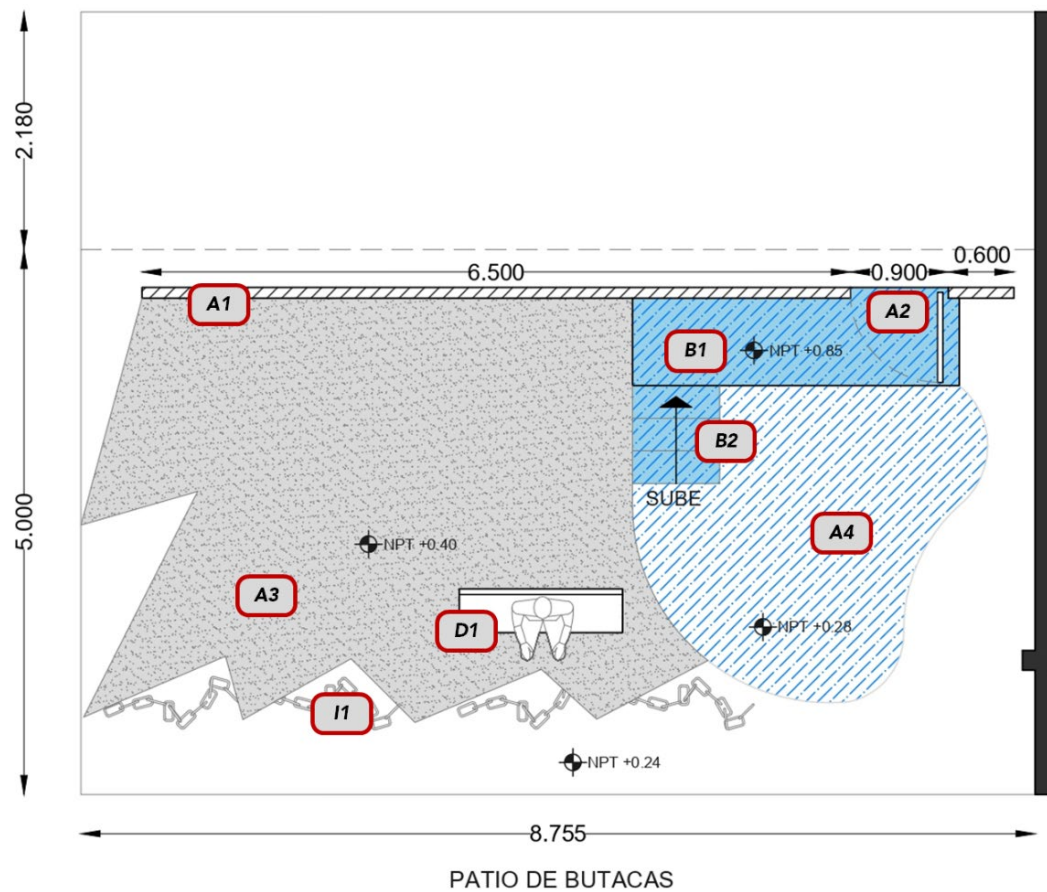 2.180
0.600
6.500
0.900
A1
A2
B1
NPT +0.85
B2
SUBE
5.000
A4
NPT +0.40
A3
D1
NPT +0.28
I1
NPT +0.24
8.755
PATIO DE BUTACAS